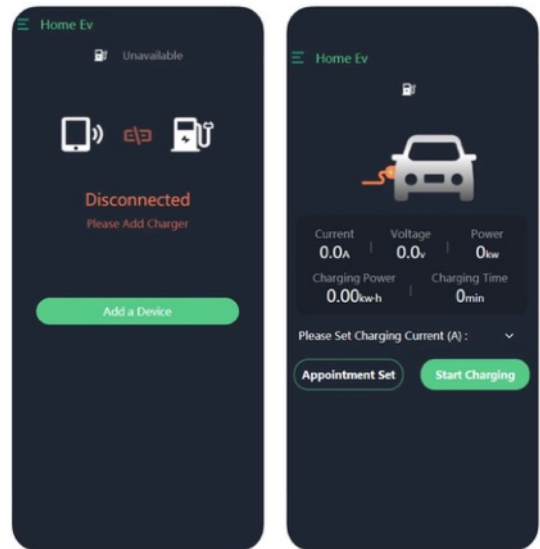 Home Ev
Unavailable
Disconnected
Please Add Charger
Add a Device
Home Ev
Current Voltage Power
0.0A 0.0v 0kw
Charging Power Charging Time
0.00kw·h 0min
Please Set Charging Current (A) :
Appointment Set Start Charging